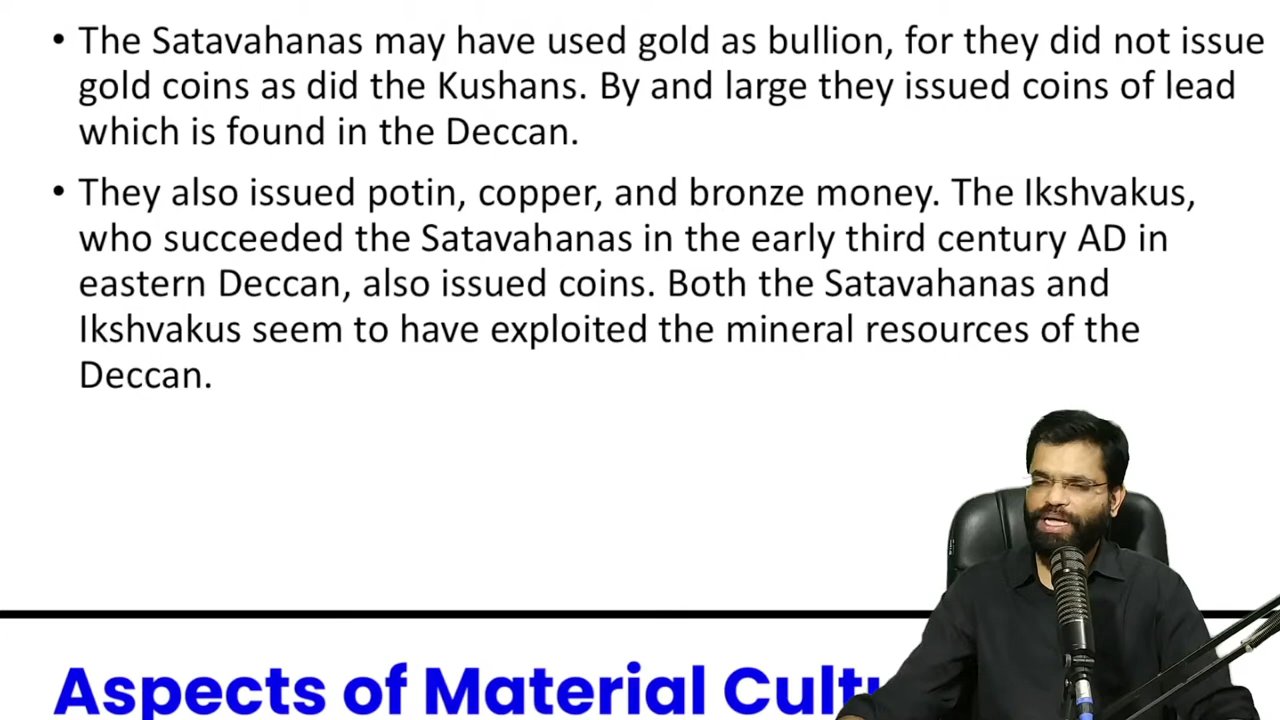 • The Satavahanas may have used gold as bullion, for they did not issue
gold coins as did the Kushans. By and large they issued coins of lead
which is found in the Deccan.
• They also issued potin, copper, and bronze money. The Ikshvakus,
who succeeded the Satavahanas in the early third century AD in
eastern Deccan, also issued coins. Both the Satavahanas and
Ikshvakus seem to have exploited the mineral resources of the
Deccan.
Aspects of Material